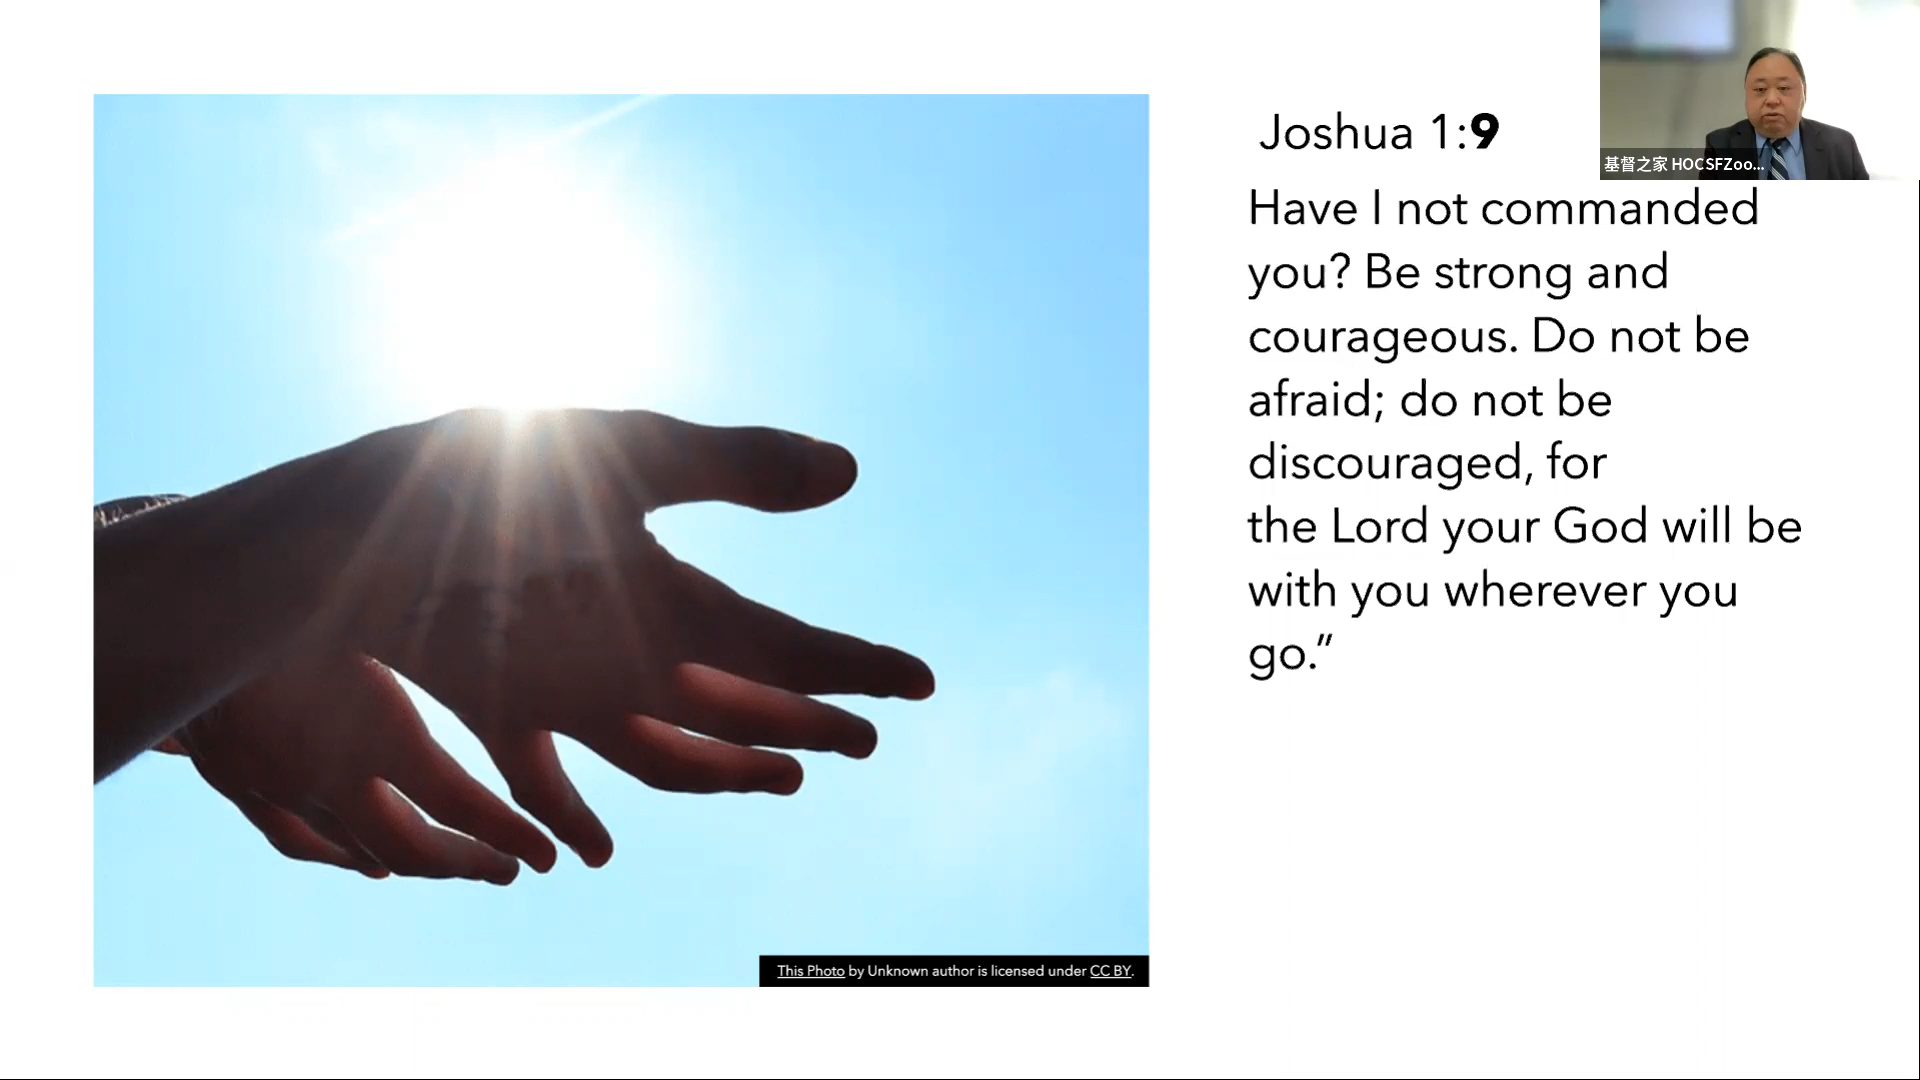 Joshua 1:9
Have I not commanded
you? Be strong and
courageous. Do not be
afraid; do not be
discouraged, for
the Lord your God will be
with you wherever you
go.”
基督之家 HOCSFZoo...
This Photo by Unknown author is licensed under CC BY.